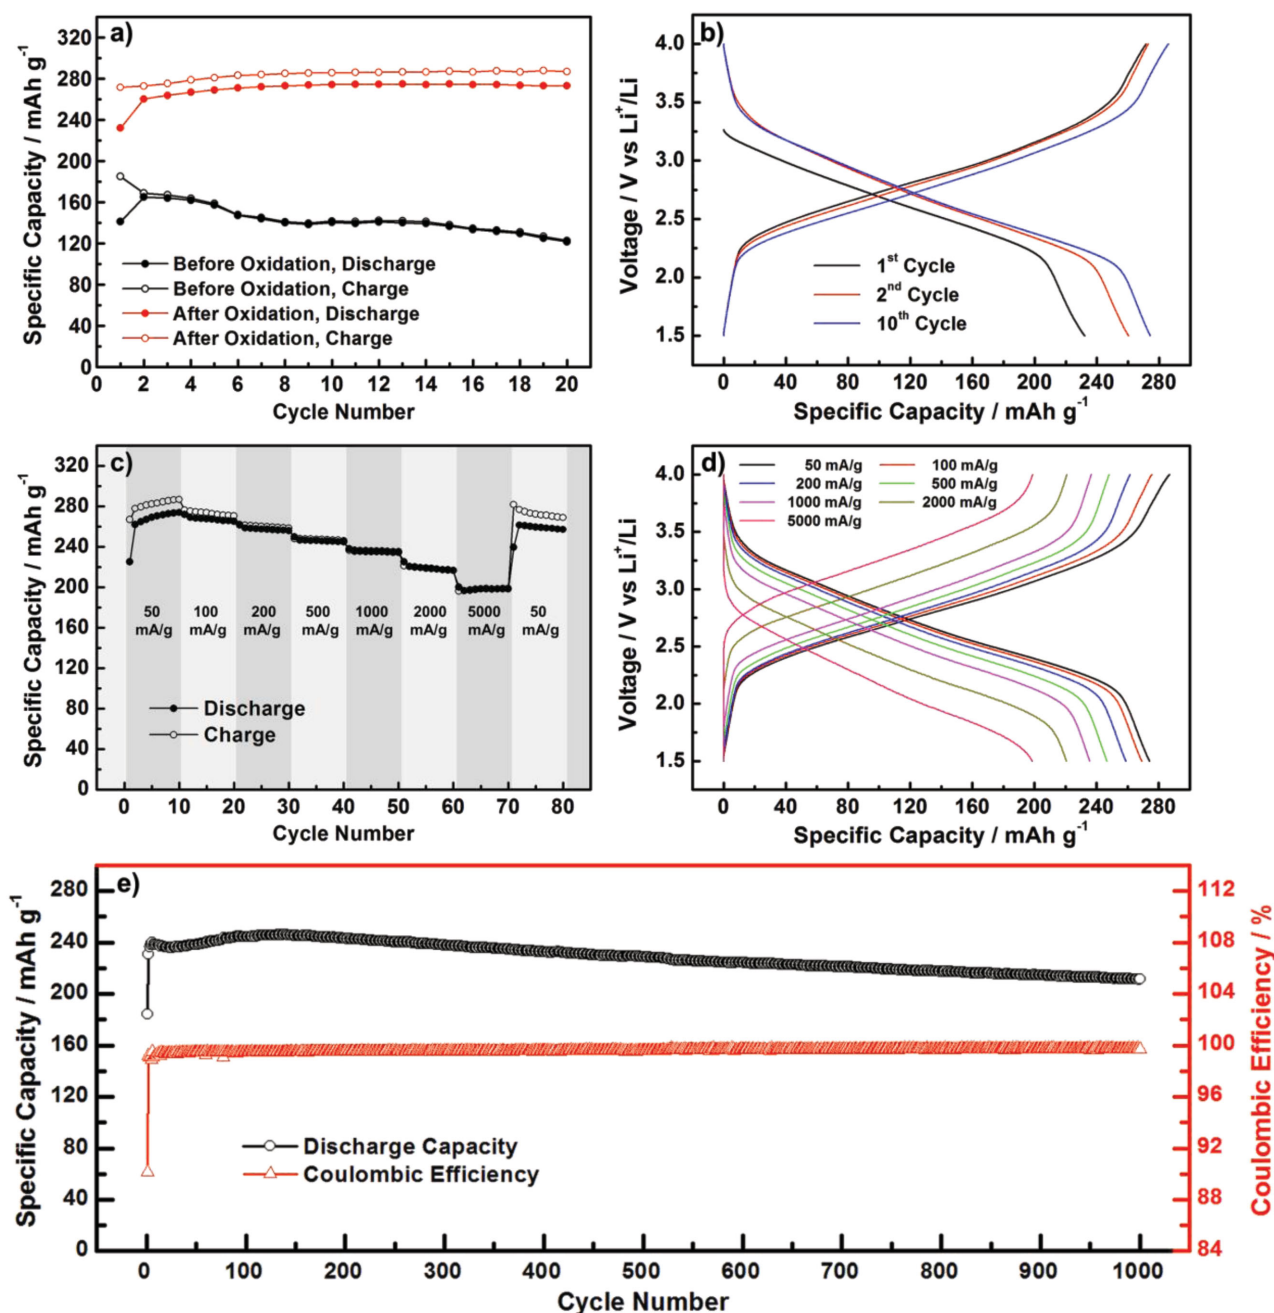 a)
Specific Capacity / mAh g⁻¹
320
280
240
200
160
120
80
40
0
Before Oxidation, Discharge
Before Oxidation, Charge
After Oxidation, Discharge
After Oxidation, Charge
0 2 4 6 8 10 12 14 16 18 20
Cycle Number
b)
Voltage / V vs Li⁺/Li
4.0
3.5
3.0
2.5
2.0
1.5
1ˢᵗ Cycle
2ⁿᵈ Cycle
10ᵗʰ Cycle
0 40 80 120 160 200 240 280
Specific Capacity / mAh g⁻¹
c)
Specific Capacity / mAh g⁻¹
320
280
240
200
160
120
80
40
0
50 100 200 500 1000 2000 5000 50
mA/g mA/g mA/g mA/g mA/g mA/g mA/g mA/g
Discharge
Charge
0 10 20 30 40 50 60 70 80
Cycle Number
d)
Voltage / V vs Li⁺/Li
4.0
3.5
3.0
2.5
2.0
1.5
50 mA/g 100 mA/g
200 mA/g 500 mA/g
1000 mA/g 2000 mA/g
5000 mA/g
0 40 80 120 160 200 240 280
Specific Capacity / mAh g⁻¹
e)
Specific Capacity / mAh g⁻¹
280
240
200
160
120
80
40
0
Discharge Capacity
Coulombic Efficiency
112
108
104
100
96
92
88
84
Coulombic Efficiency / %
0 100 200 300 400 500 600 700 800 900 1000
Cycle Number